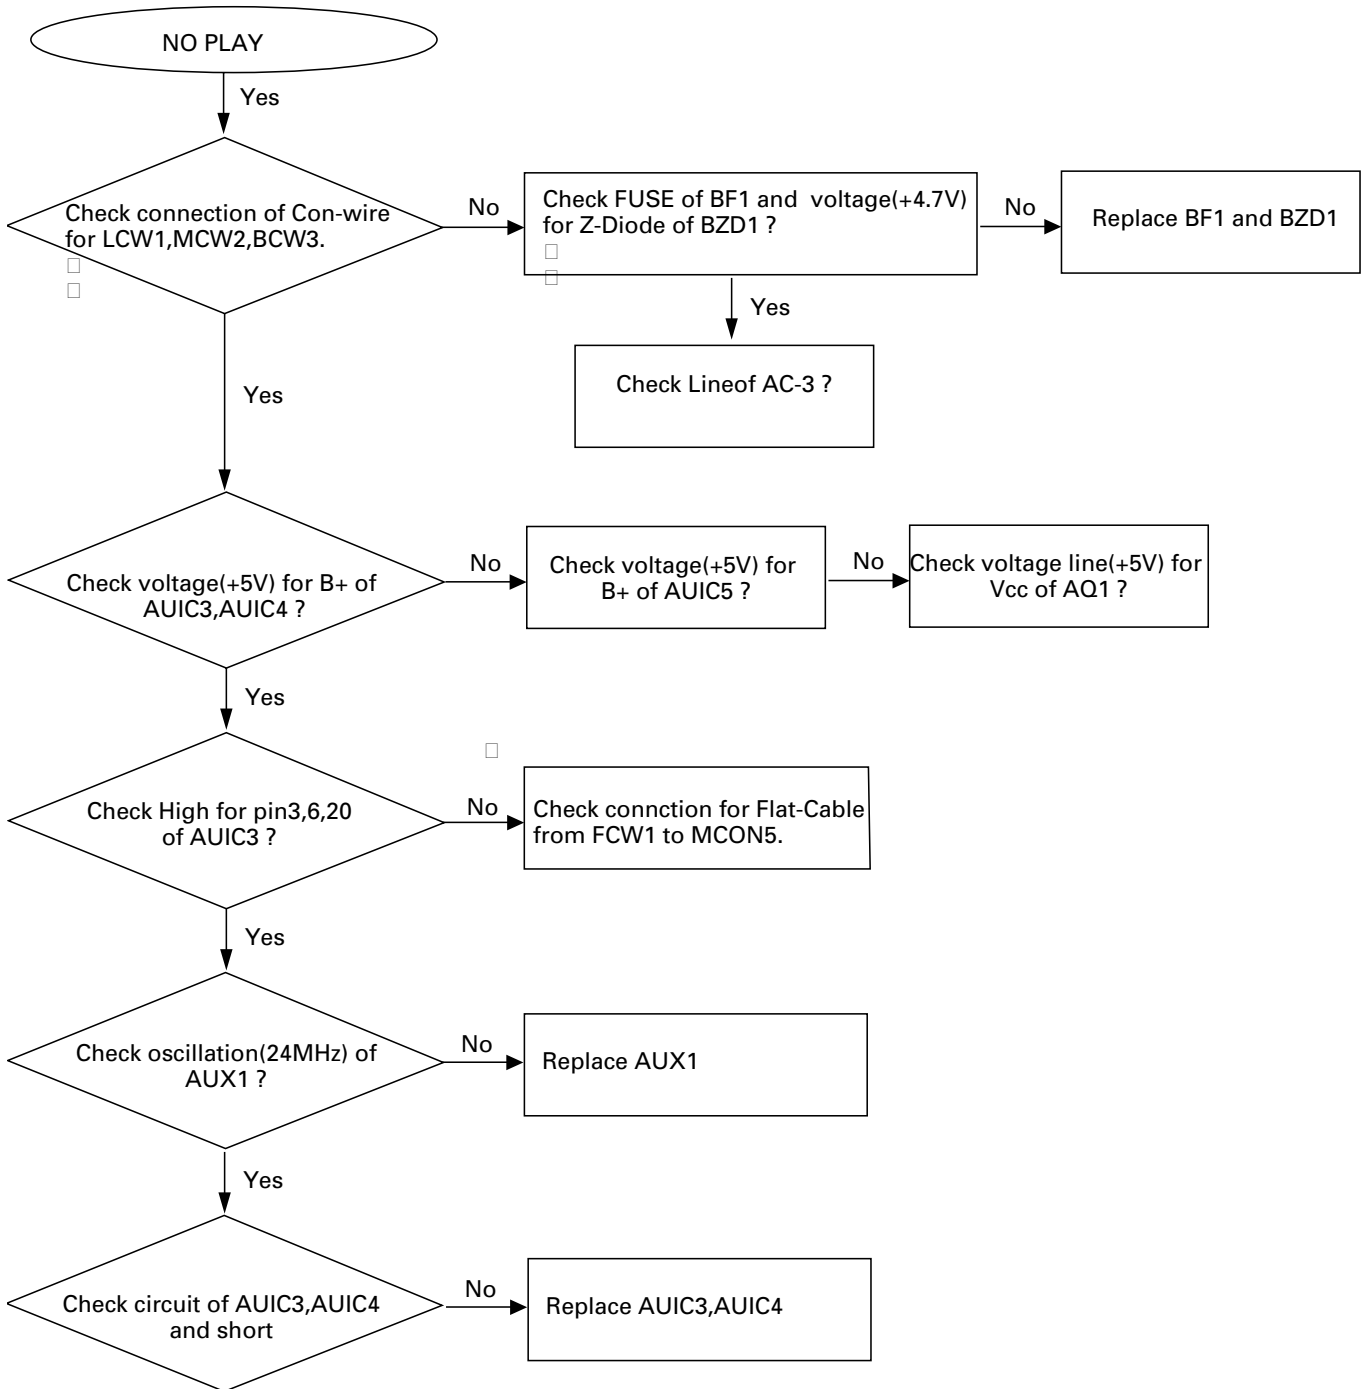 NO PLAY
Yes
Check connection of Con-wire
for LCW1,MCW2,BCW3.
No
Check FUSE of BF1 and  voltage(+4.7V)
for Z-Diode of BZD1 ?
No
Replace BF1 and BZD1
Yes
Check Lineof AC-3 ?
Yes
Check voltage(+5V) for B+ of
AUIC3,AUIC4 ?
No
Check voltage(+5V) for
B+ of AUIC5 ?
No
Check voltage line(+5V) for
Vcc of AQ1 ?
Yes
Check High for pin3,6,20
of AUIC3 ?
No
Check connction for Flat-Cable
from FCW1 to MCON5.
Yes
Check oscillation(24MHz) of
AUX1 ?
No
Replace AUX1
Yes
Check circuit of AUIC3,AUIC4
and short
No
Replace AUIC3,AUIC4